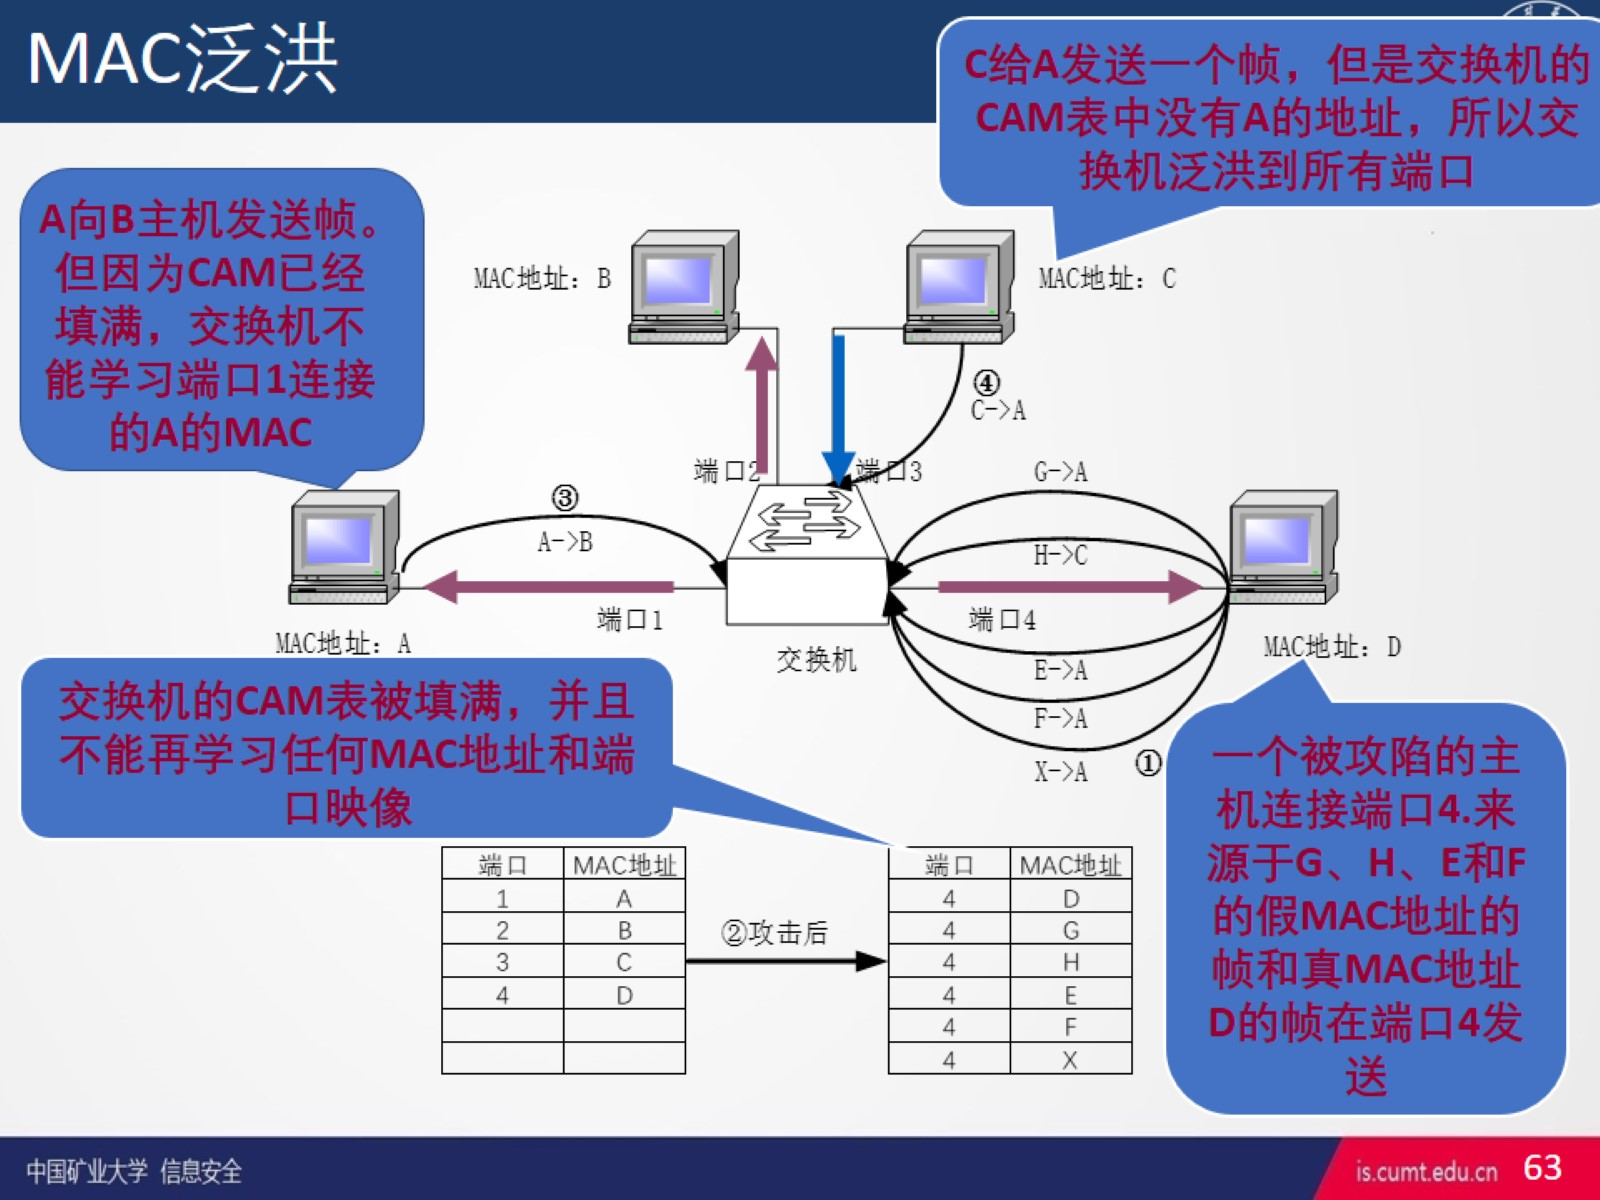 MAC泛洪
C给A发送一个帧，但是交换机的
CAM表中没有A的地址，所以交
换机泛洪到所有端口
A向B主机发送帧。
但因为CAM已经
填满，交换机不
能学习端口1连接
的A的MAC
MAC地址：B
MAC地址：C
④
C->A
端口2
端口3
③
A->B
G->A
H->C
端口1
端口4
MAC地址：A
交换机
E->A
MAC地址：D
F->A
X->A
①
交换机的CAM表被填满，并且
不能再学习任何MAC地址和端
口映像
一个被攻陷的主
机连接端口4.来
源于G、H、E和F
的假MAC地址的
帧和真MAC地址
D的帧在端口4发
送
端口 MAC地址
1 A
2 B
3 C
4 D
②攻击后
端口 MAC地址
4 D
4 G
4 H
4 E
4 F
4 X
中国矿业大学 信息安全
is.cumt.edu.cn 63